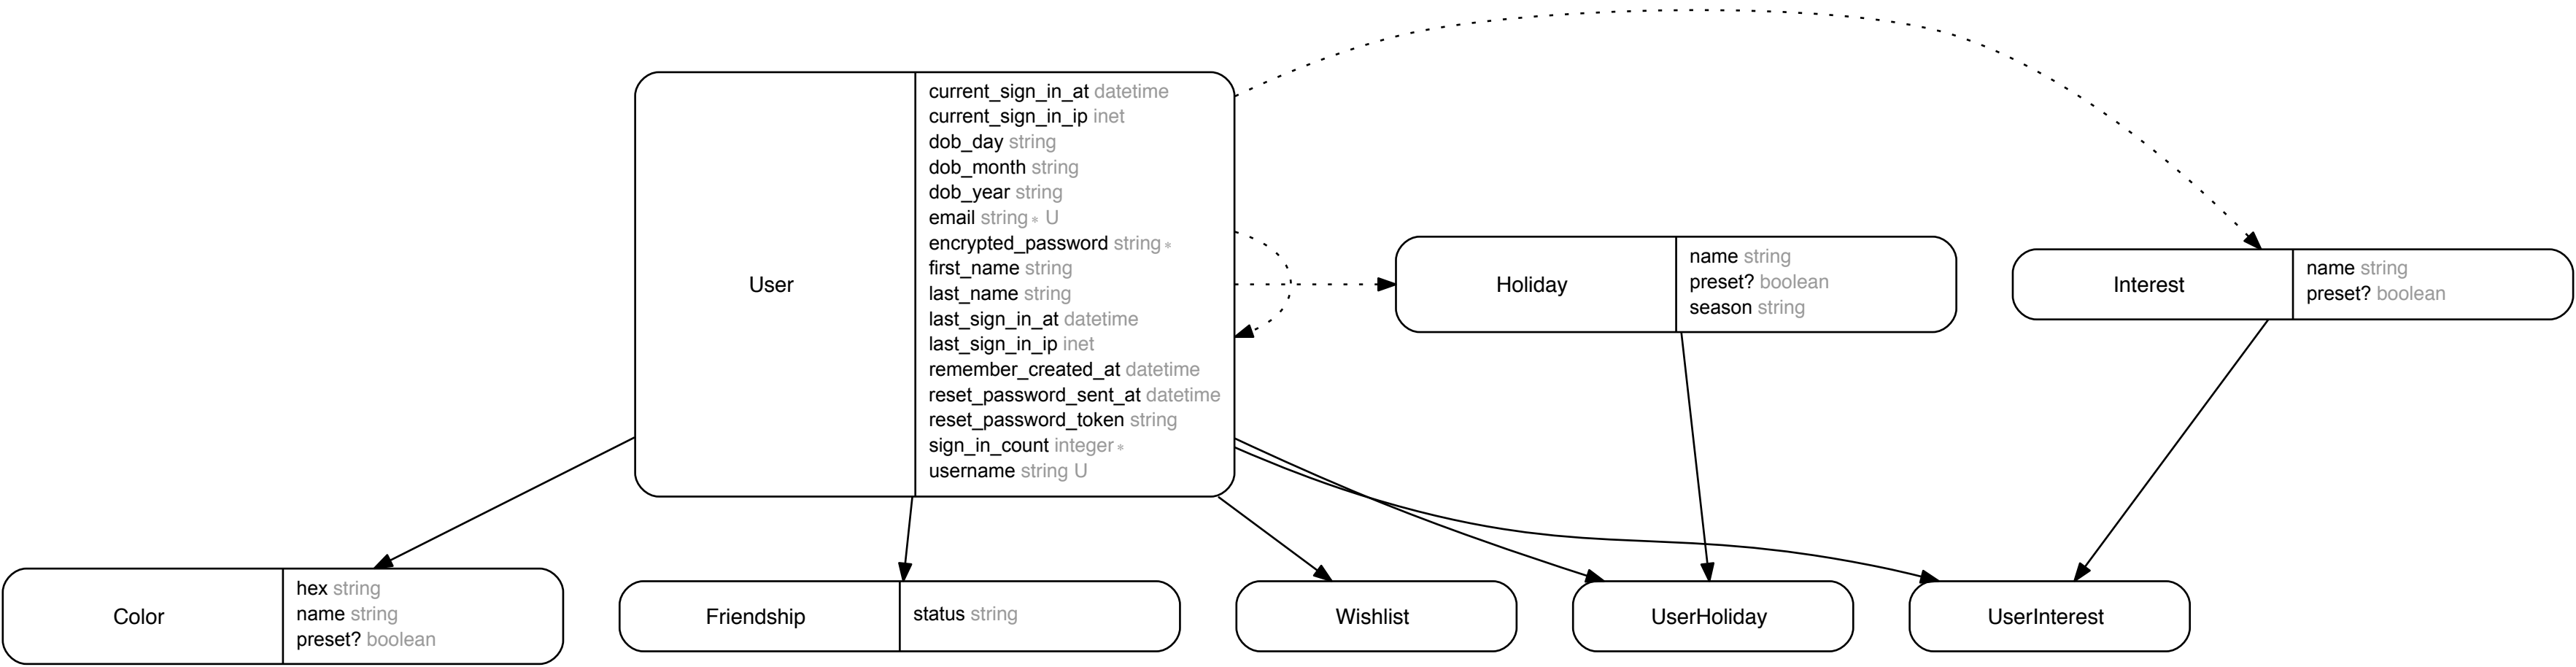 User
current_sign_in_at datetime
current_sign_in_ip inet
dob_day string
dob_month string
dob_year string
email string * U
encrypted_password string *
first_name string
last_name string
last_sign_in_at datetime
last_sign_in_ip inet
remember_created_at datetime
reset_password_sent_at datetime
reset_password_token string
sign_in_count integer *
username string U
Holiday
name string
preset? boolean
season string
Interest
name string
preset? boolean
Color
hex string
name string
preset? boolean
Friendship
status string
Wishlist
UserHoliday
UserInterest